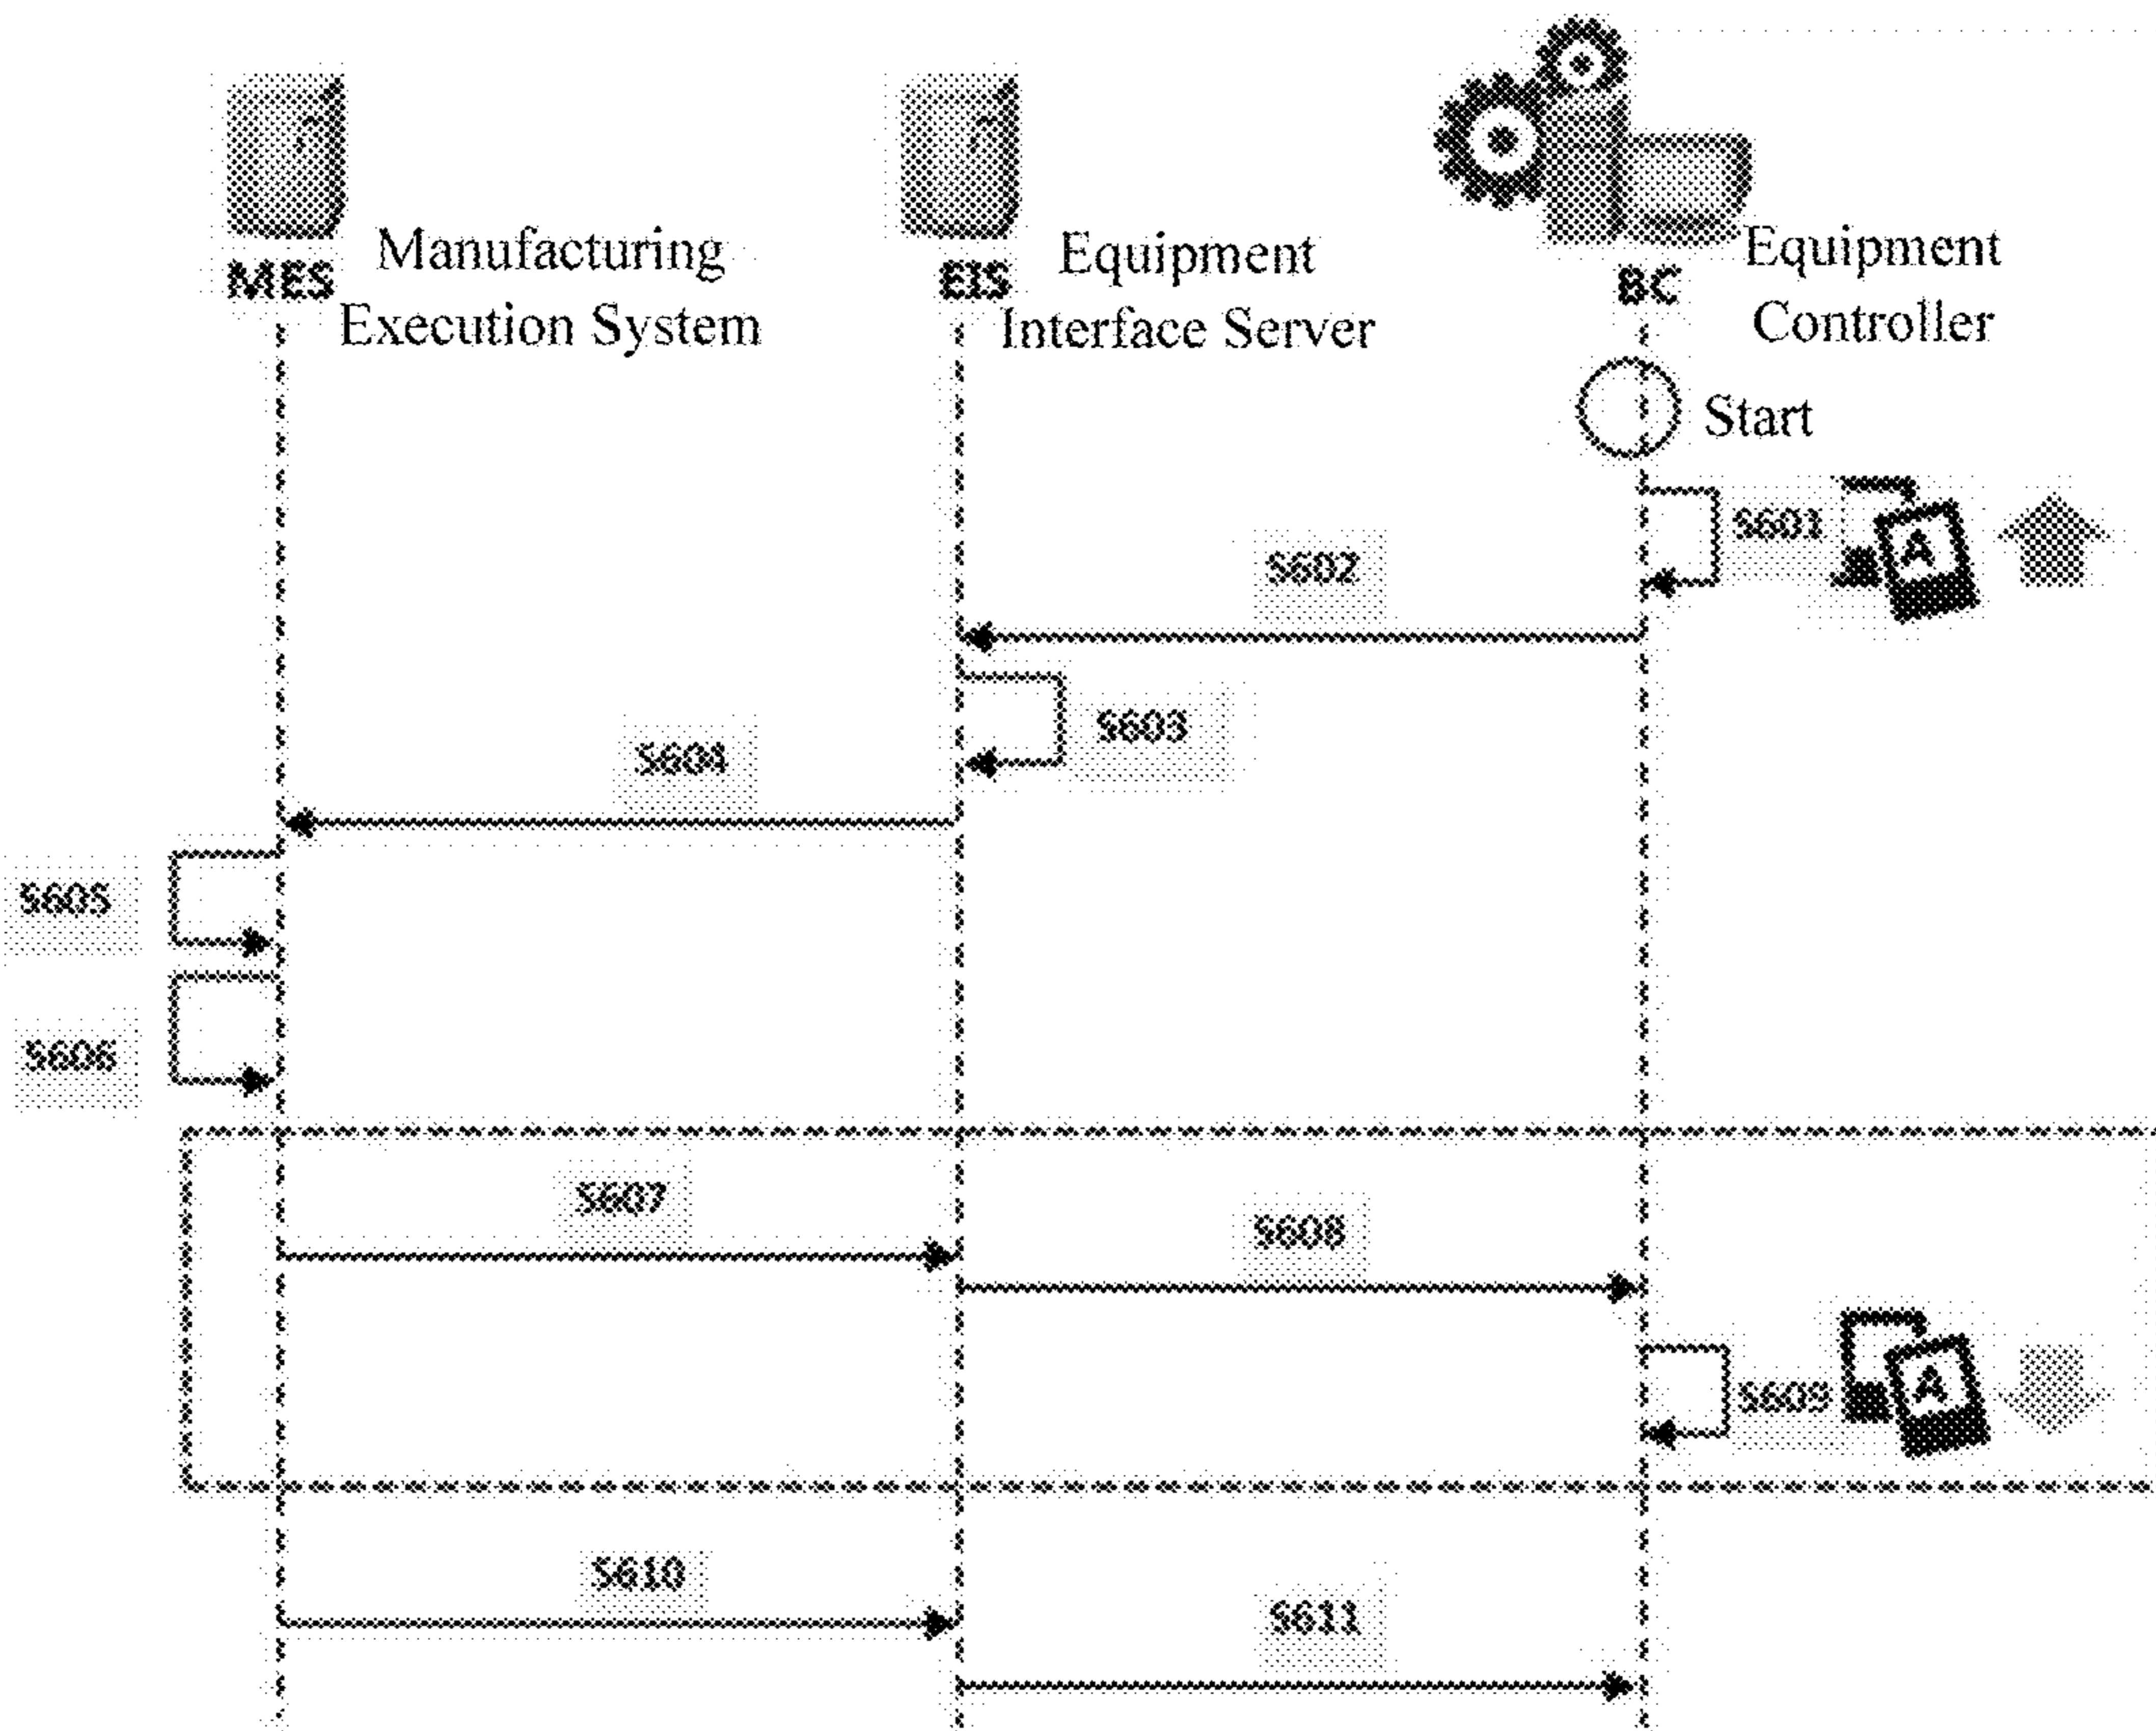 MES
Manufacturing
Execution System
EIS
Equipment
Interface Server
BC
Equipment
Controller
Start
S601
A
S602
S603
S604
S605
S606
S607
S608
S609
A
S610
S611